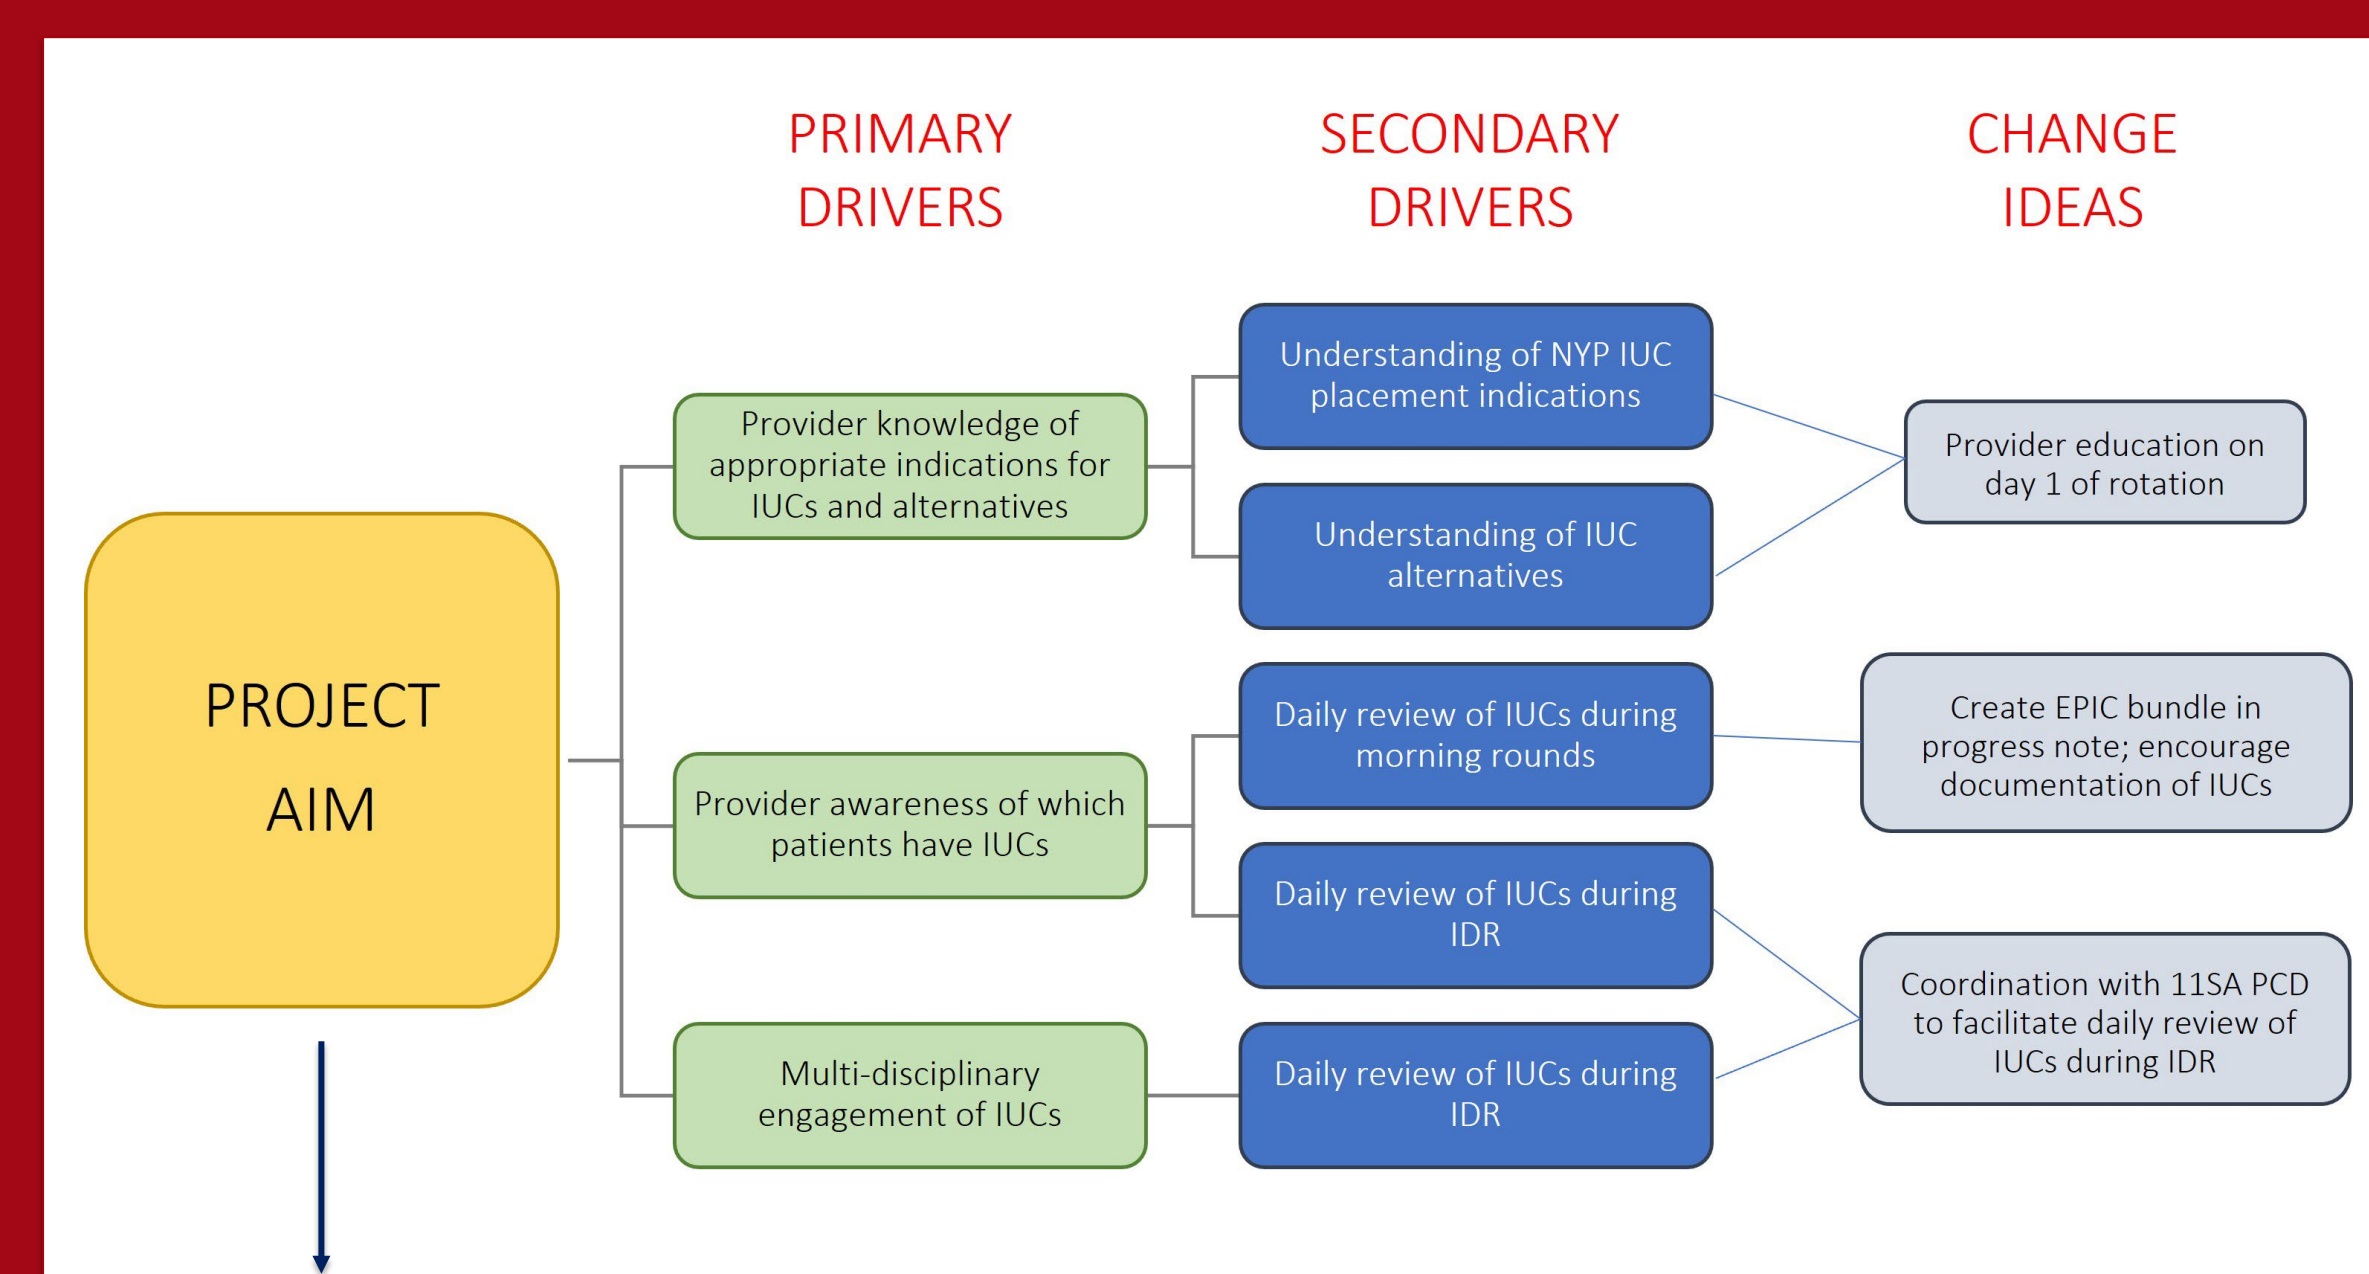 PRIMARY
DRIVERS
SECONDARY
DRIVERS
CHANGE
IDEAS
PROJECT
AIM
Provider knowledge of
appropriate indications for
IUCs and alternatives
Provider awareness of which
patients have IUCs
Multi-disciplinary
engagement of IUCs
Understanding of NYP IUC
placement indications
Understanding of IUC
alternatives
Daily review of IUCs during
morning rounds
Daily review of IUCs during
IDR
Daily review of IUCs during
IDR
Provider education on
day 1 of rotation
Create EPIC bundle in
progress note; encourage
documentation of IUCs
Coordination with 11SA PCD
to facilitate daily review of
IUCs during IDR